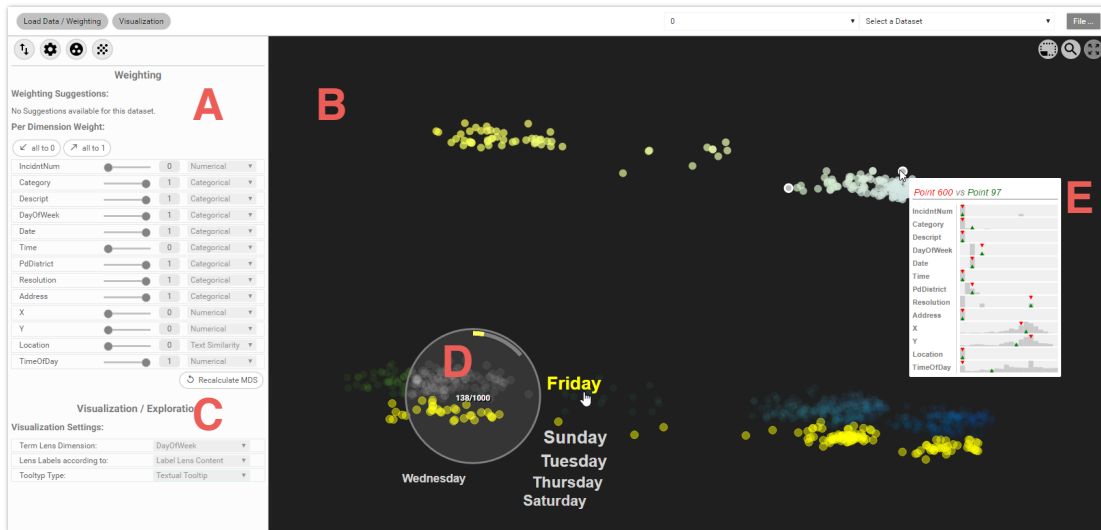 Load Data / Weighting Visualization 0 Select a Dataset File ...
Weighting
Weighting Suggestions:
No Suggestions available for this dataset.
Per Dimension Weight:
all to 0 all to 1
IncidntNum 0 Numerical
Category 1 Categorical
Descript 1 Categorical
DayOfWeek 1 Categorical
Date 1 Categorical
Time 0 Categorical
PdDistrict 1 Categorical
Resolution 1 Categorical
Address 1 Categorical
X 0 Numerical
Y 0 Numerical
Location 0 Text Similarity
TimeOfDay 1 Numerical
Recalculate MDS
Visualization / Exploration
Visualization Settings:
Term Lens Dimension: DayOfWeek
Lens Labels according to: Label Lens Content
Tooltyp Type: Textual Tooltip
A
B
C
D
E
138/1000
Friday
Sunday
Tuesday
Wednesday
Thursday
Saturday
Point 600 vs Point 97
IncidntNum
Category
Descript
DayOfWeek
Date
Time
PdDistrict
Resolution
Address
X
Y
Location
TimeOfDay